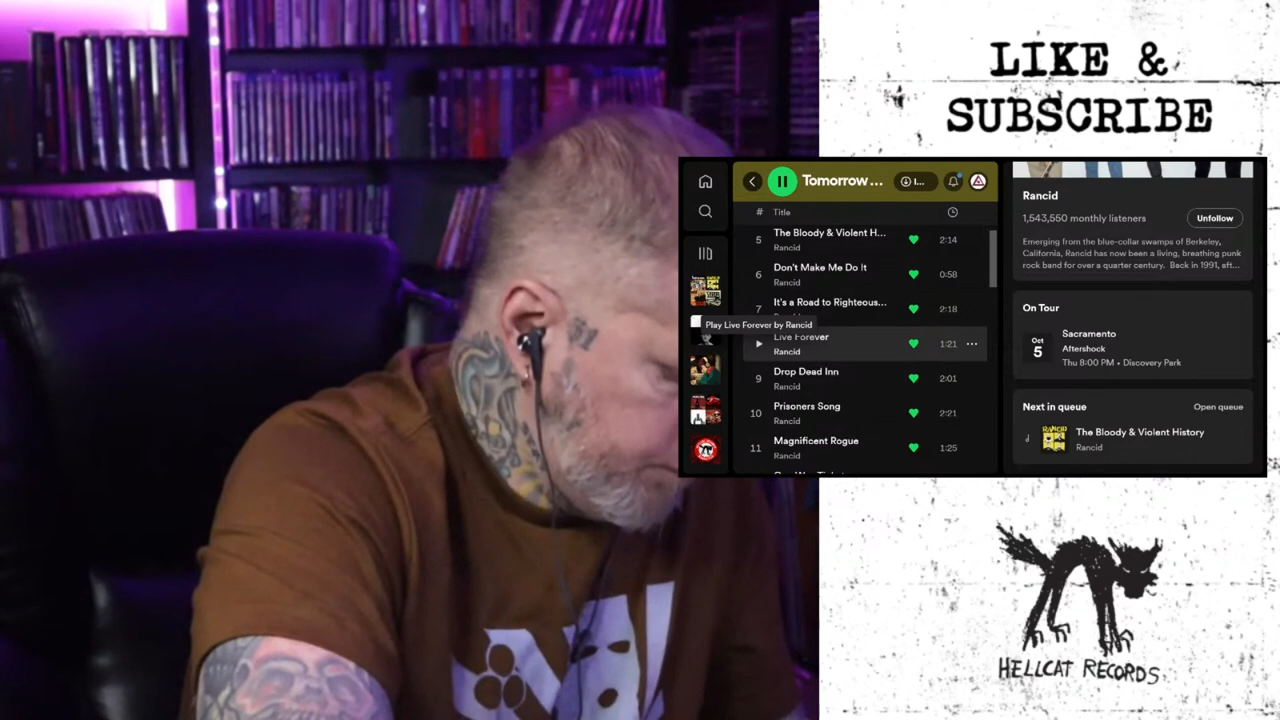 LIKE &
SUBSCRIBE
Tomorrow ...
# Title
5 The Bloody & Violent H... 2:14
Rancid
6 Don't Make Me Do It 0:58
Rancid
7 It's a Road to Righteous... 2:18
Play Live Forever by Rancid
Live Forever 1:21
Rancid
9 Drop Dead Inn 2:01
Rancid
10 Prisoners Song 2:21
Rancid
11 Magnificent Rogue 1:25
Rancid
Rancid
1,543,550 monthly listeners Unfollow
Emerging from the blue-collar swamps of Berkeley,
California, Rancid has now been a living, breathing punk
rock band for over a quarter century. Back in 1991, aft...
On Tour
Oct
5
Sacramento
Aftershock
Thu 8:00 PM • Discovery Park
Next in queue Open queue
RANCID
The Bloody & Violent History
Rancid
HELLCAT RECORDS